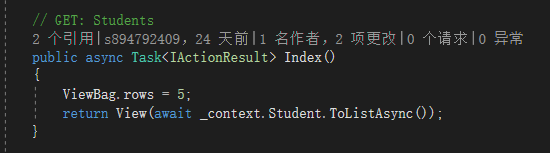 // GET: Students
2 个引用|s894792409，24 天前|1 名作者，2 项更改|0 个请求|0 异常
public async Task<IActionResult> Index()
{
    ViewBag.rows = 5;
    return View(await _context.Student.ToListAsync());
}